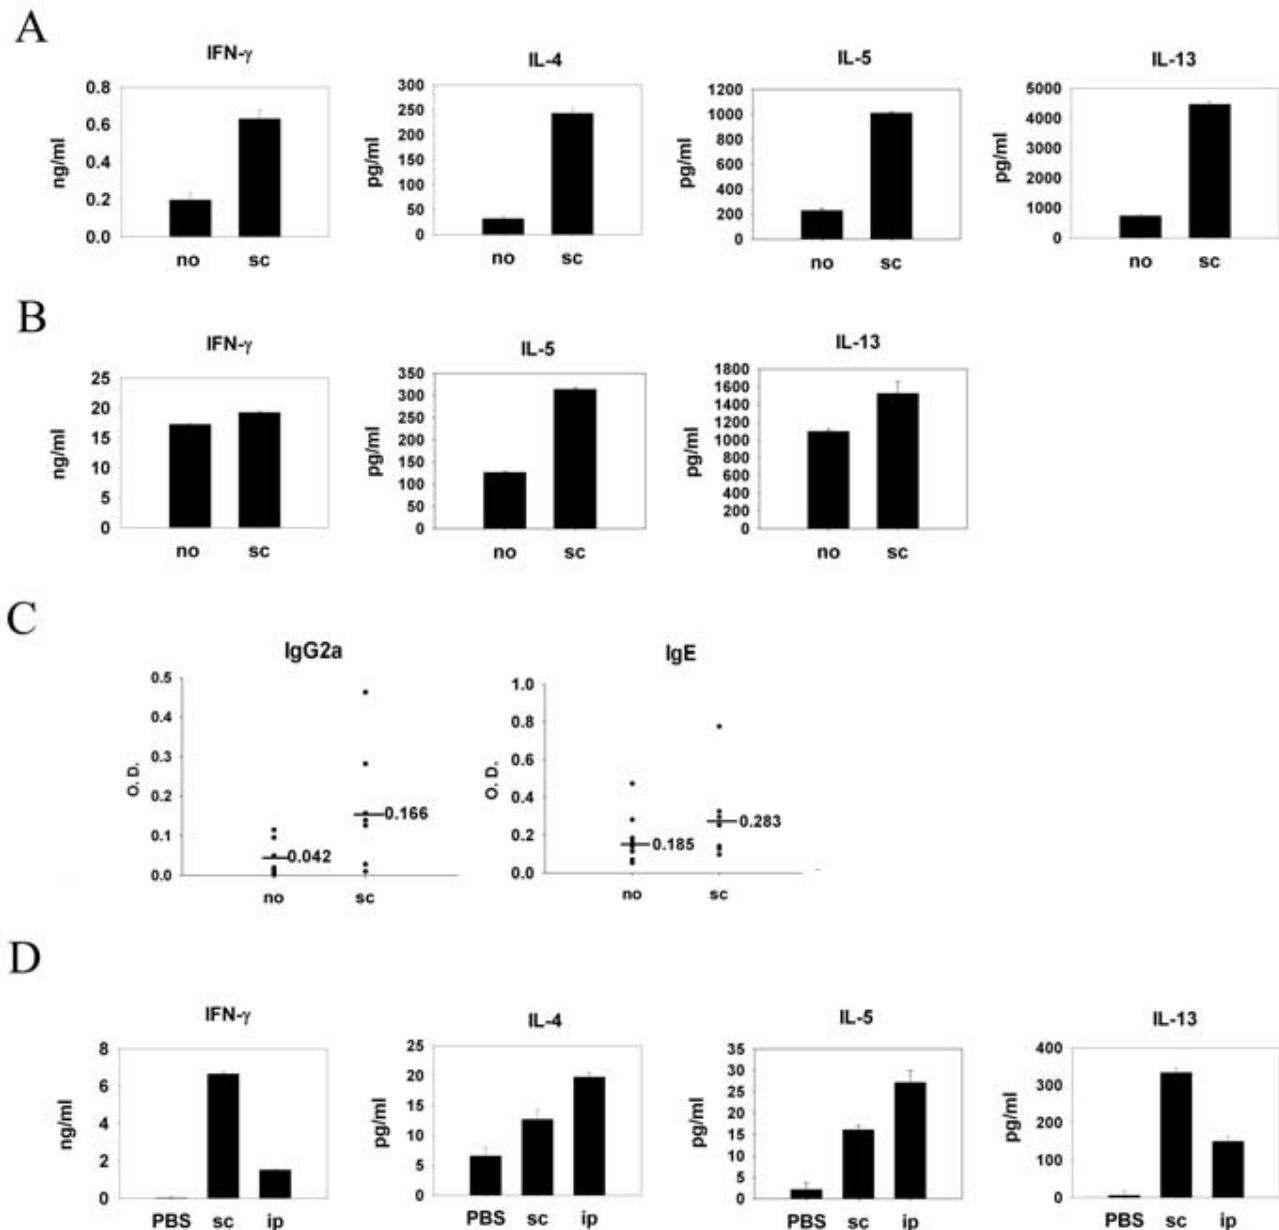 A
IFN-γ IL-4 IL-5 IL-13
ng/ml 0.8 0.6 0.4 0.2 0.0 no sc
pg/ml 300 250 200 150 100 50 0 no sc
pg/ml 1200 1000 800 600 400 200 0 no sc
pg/ml 5000 4000 3000 2000 1000 0 no sc
B
IFN-γ IL-5 IL-13
ng/ml 25 20 15 10 5 0 no sc
pg/ml 350 300 250 200 150 100 50 0 no sc
pg/ml 1800 1600 1400 1200 1000 800 600 400 200 0 no sc
C
IgG2a IgE
O. D. 0.5 0.4 0.3 0.2 0.1 0.0 0.042 0.166 no sc
O. D. 1.0 0.8 0.6 0.4 0.2 0.0 0.185 0.283 no sc
D
IFN-γ IL-4 IL-5 IL-13
ng/ml 8 6 4 2 0 PBS sc ip
pg/ml 25 20 15 10 5 0 PBS sc ip
pg/ml 35 30 25 20 15 10 5 0 PBS sc ip
pg/ml 400 300 200 100 0 PBS sc ip